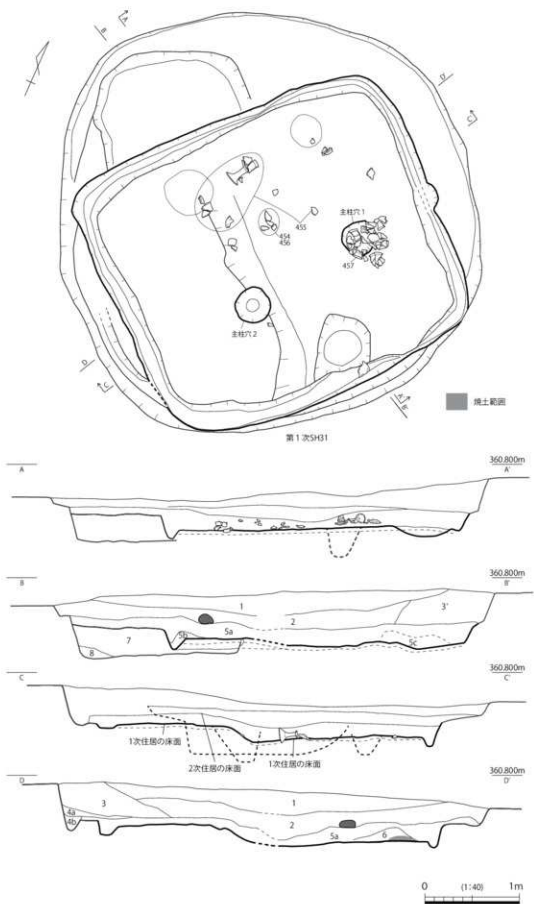 B
A
D'
C'
主柱穴1
455
454
456
457
主柱穴2
D
C
A'
B'
焼土範囲
第1次SH31
A
360.800m
A'
B
360.800m
B'
1
2
3'
5a
5b
5c
7
8
C
360.800m
C'
1次住居の床面
2次住居の床面
1次住居の床面
D
360.800m
D'
3
1
4a
4b
2
5a
6
0 (1:40) 1m